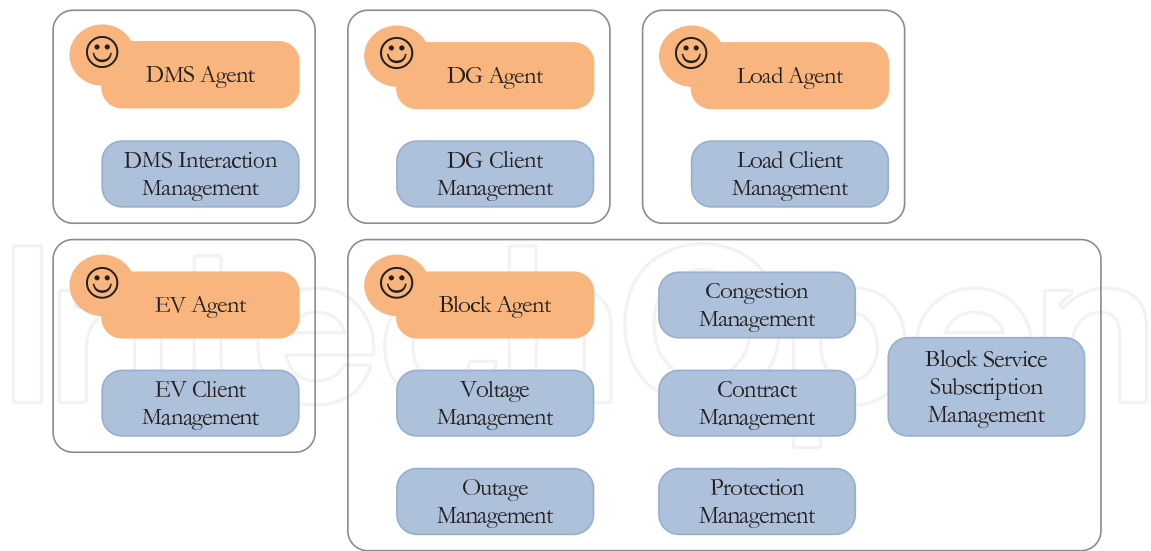 DMS Agent
DMS Interaction
Management
DG Agent
DG Client
Management
Load Agent
Load Client
Management
EV Agent
EV Client
Management
Block Agent
Voltage
Management
Outage
Management
Congestion
Management
Contract
Management
Protection
Management
Block Service
Subscription
Management
IntechOpen